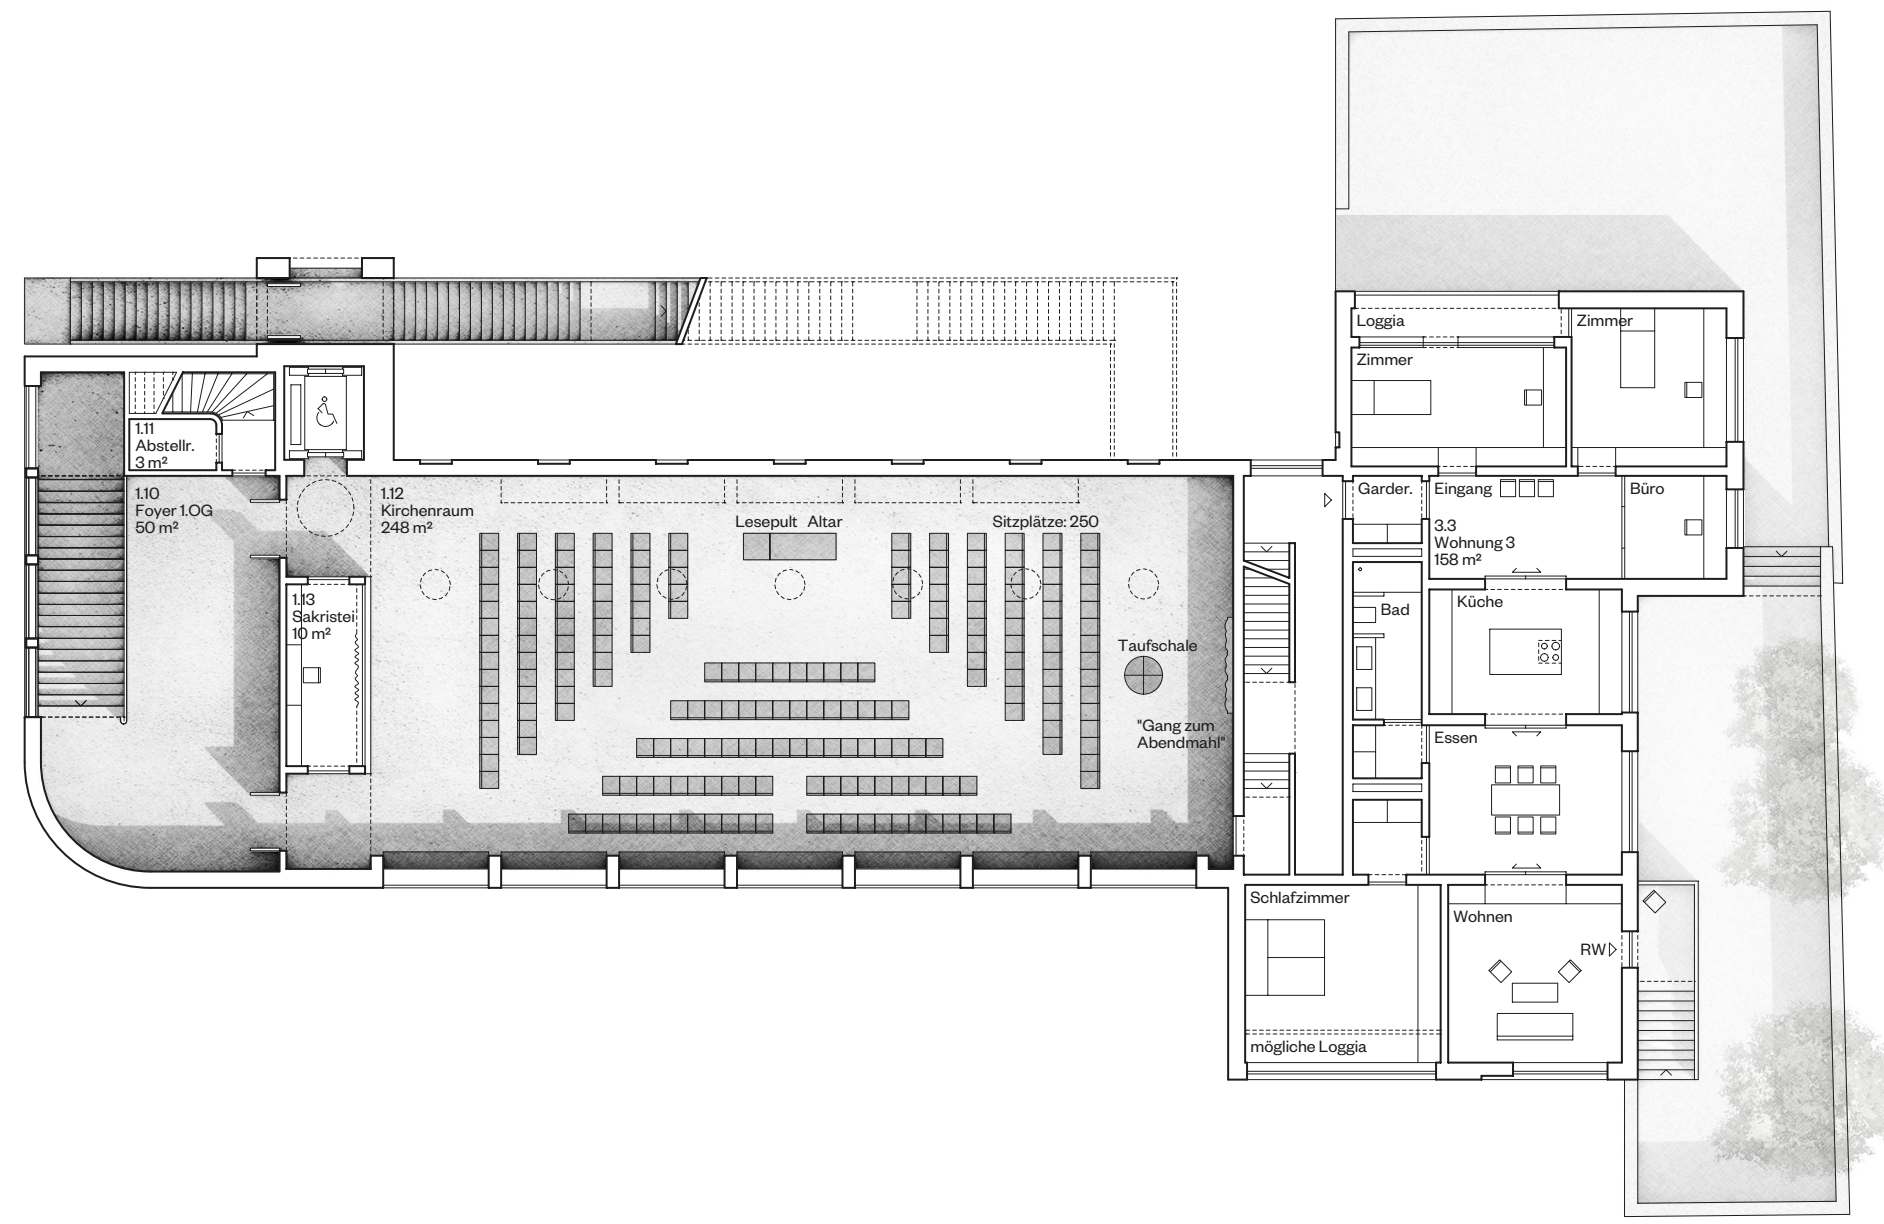 Loggia
Zimmer
Zimmer
1.11
Abstellr.
3 m²
1.10
Foyer 1.OG
50 m²
1.12
Kirchenraum
248 m²
Lesepult Altar
Sitzplätze: 250
Garder.
Eingang
Büro
3.3
Wohnung 3
158 m²
1.13
Sakristei
10 m²
Bad
Küche
Taufschale
"Gang zum
Abendmahl"
Essen
Schlafzimmer
Wohnen
RW
mögliche Loggia